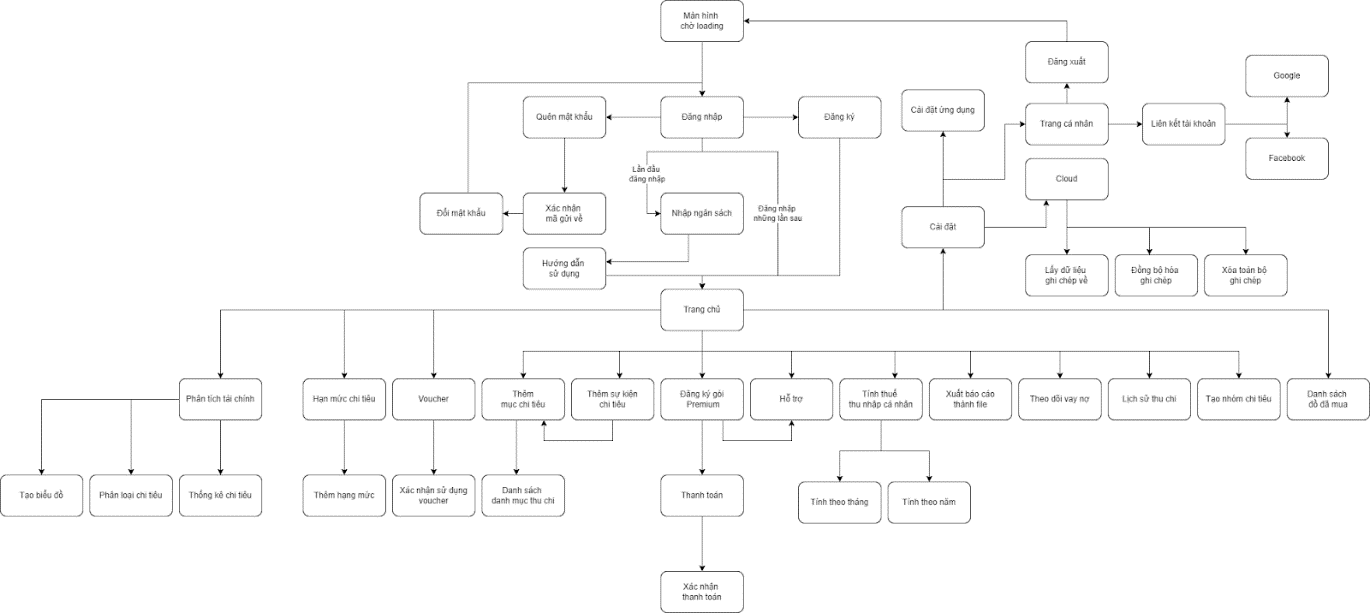 Màn hình
chờ loading
Đăng xuất
Google
Cài đặt ứng dụng
Quên mật khẩu
Đăng nhập
Đăng ký
Trang cá nhân
Liên kết tài khoản
Facebook
Lần đầu
đăng nhập
Cloud
Đổi mật khẩu
Xác nhận
mã gửi về
Nhập ngân sách
Đăng nhập
những lần sau
Cài đặt
Hướng dẫn
sử dụng
Lấy dữ liệu
ghi chép về
Đồng bộ hóa
ghi chép
Xóa toàn bộ
ghi chép
Trang chủ
Phân tích tài chính
Hạn mức chi tiêu
Voucher
Thêm
mục chi tiêu
Thêm sự kiện
chi tiêu
Đăng ký gói
Premium
Hỗ trợ
Tính thuế
thu nhập cá nhân
Xuất báo cáo
thành file
Theo dõi vay nợ
Lịch sử thu chi
Tạo nhóm chi tiêu
Danh sách
đồ đã mua
Tạo biểu đồ
Phân loại chi tiêu
Thống kê chi tiêu
Thêm hạng mức
Xác nhận sử dụng
voucher
Danh sách
danh mục thu chi
Thanh toán
Tính theo tháng
Tính theo năm
Xác nhận
thanh toán